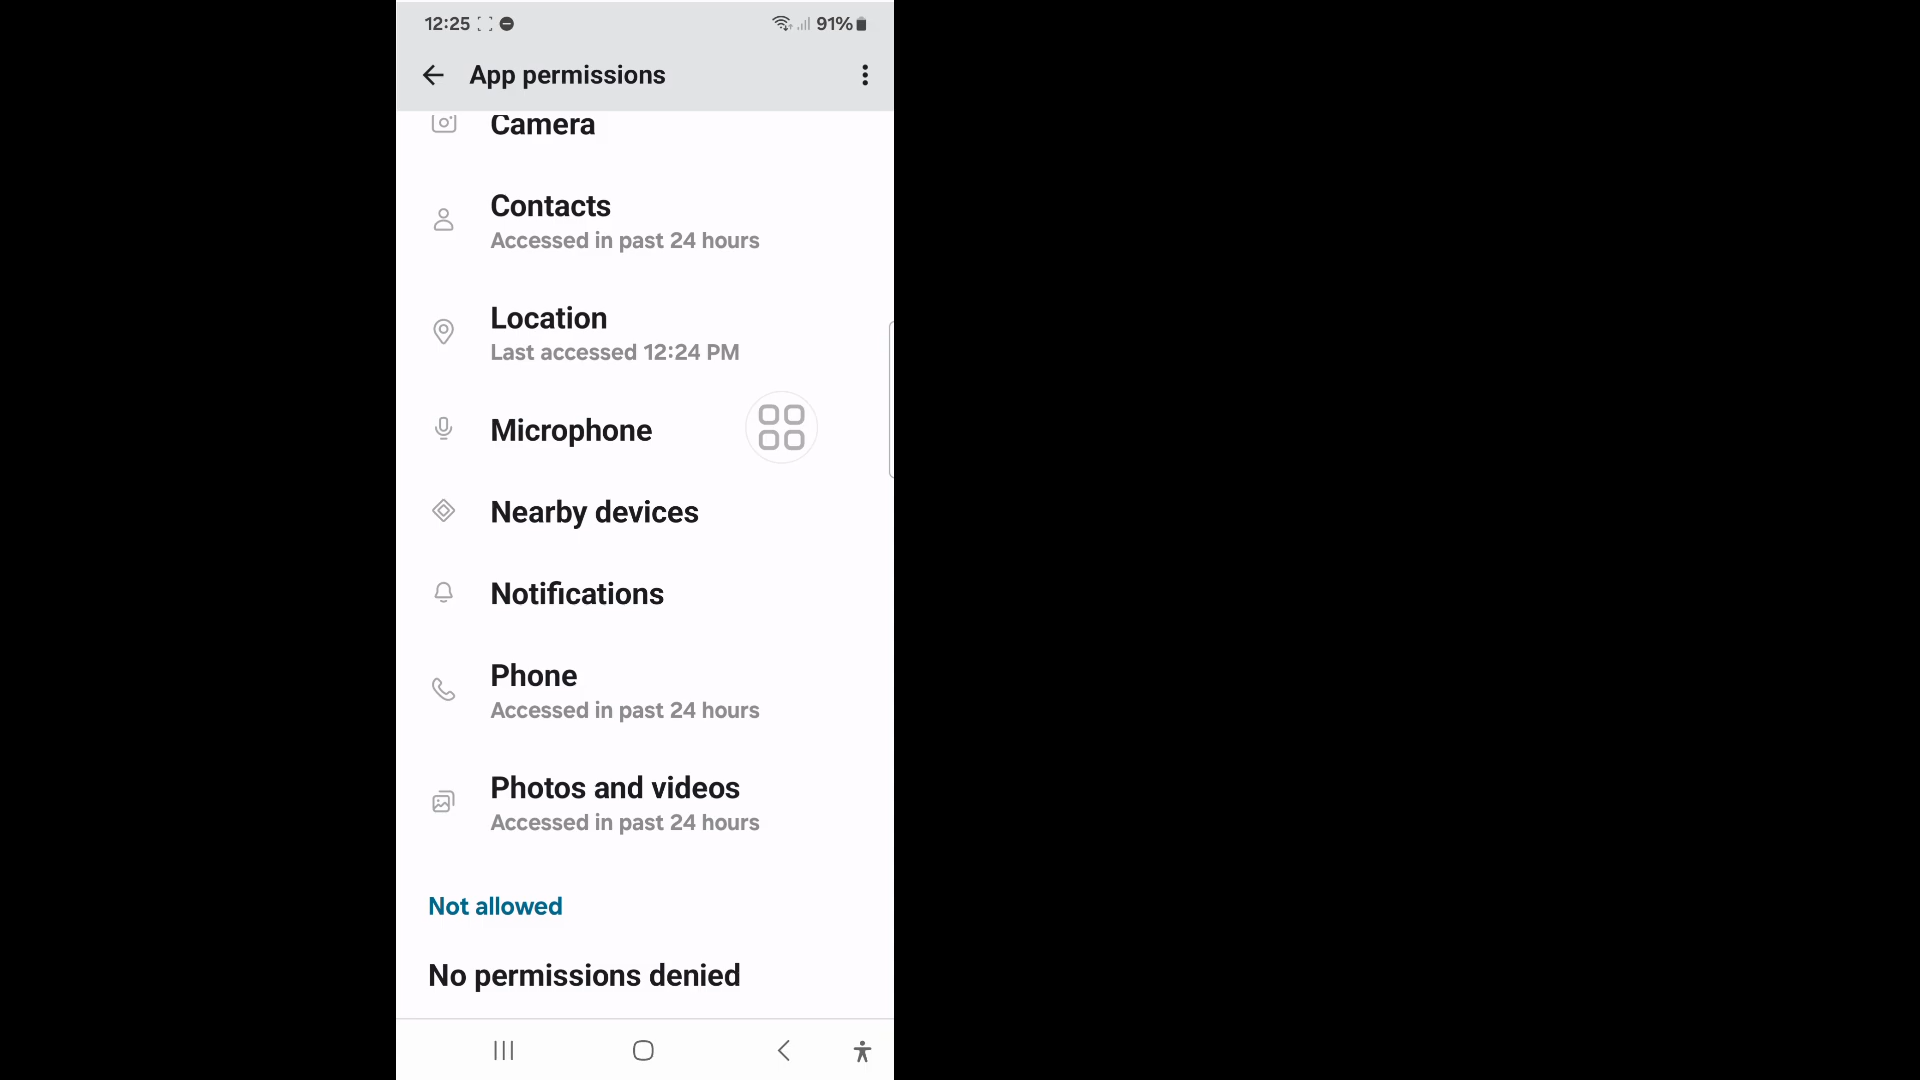 12:25
91%
App permissions
Camera
Contacts
Accessed in past 24 hours
Location
Last accessed 12:24 PM
Microphone
Nearby devices
Notifications
Phone
Accessed in past 24 hours
Photos and videos
Accessed in past 24 hours
Not allowed
No permissions denied